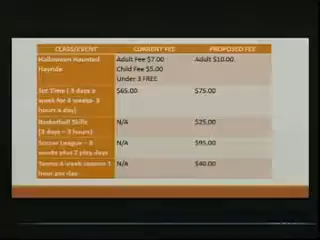 CLASS/EVENT CURRENT FEE PROPOSED FEE
Halloween Haunted Adult Fee $7.00 Adult $10.00
Hayride Child Fee $5.00
Under 3 FREE
Tot Time ( 3 days a $65.00 $75.00
week for 4 weeks- 3
hours a day)
Basketball Skills N/A $25.00
(3 days – 3 hours)
Soccer League – 8 N/A $95.00
weeks plus 2 play days
Tennis 4 week session 1 N/A $40.00
hour per day